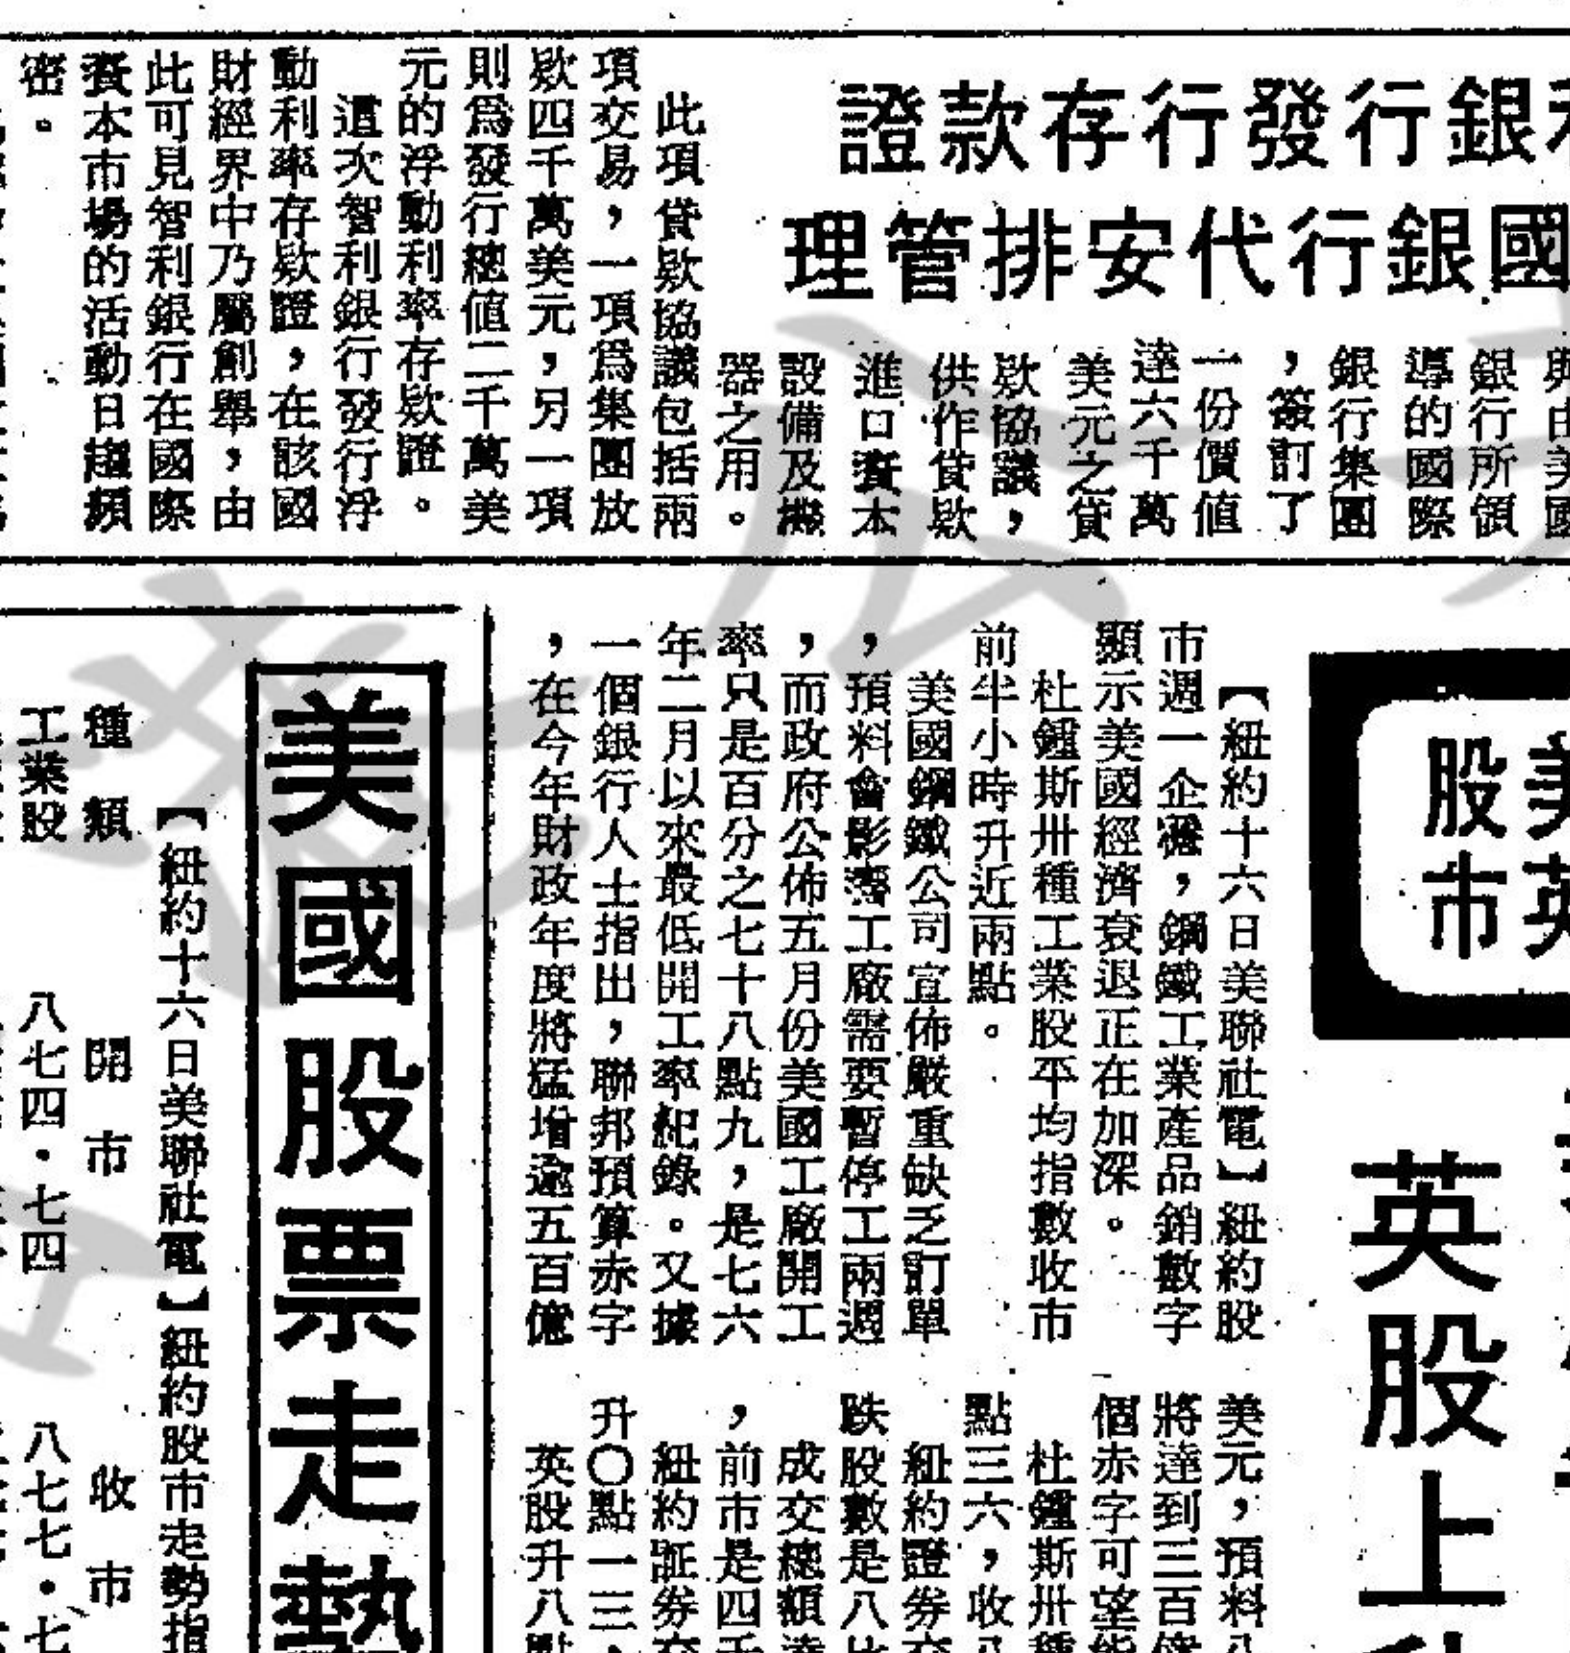 銀行發行存款證
國銀行代安排管理
銀行所領
導的國際
銀行集團
，簽訂了
一份價值
達六千萬
美元之貸
欵協議，
供作貸欵
進口資本
設備及機
器之用。
此項貸欵協議包括兩
項交易，一項爲集團放
欵四千萬美元，另一項
則爲發行總值二千萬美
元的浮動利率存欵證。
這次智利銀行發行浮
動利率存欵證，在該國
財經界中乃屬創舉，由
此可見智利銀行在國際
資本市場的活動日趨頻
密。
股市
英股上
【紐約十六日美聯社電】紐約股
市週一企穩，鋼鐵工業產品銷數字
顯示美國經濟衰退正在加深。
杜鐘斯卅種工業股平均指數收市
前半小時升近兩點。
美國鋼鐵公司宣佈嚴重缺乏訂單
，預料會影響工廠需要暫停工兩週
，而政府公佈五月份美國工廠開工
率只是百分之七十八點九，是七六
年二月以來最低開工率紀錄。又據
一個銀行人士指出，聯邦預算赤字
，在今年財政年度將猛增逾五百億
美元，預料
將達到三百
個赤字可望
杜鐘斯卅種
點三六，收
紐約證券
跌股數是八
成交總額達
，前市是四千
紐約証券
升〇點一三，
英股升八點
美國股票走勢
【紐約十六日美聯社電】紐約股市走勢指
種類　開市　收市
工業股　八七四·七四　八七七·七